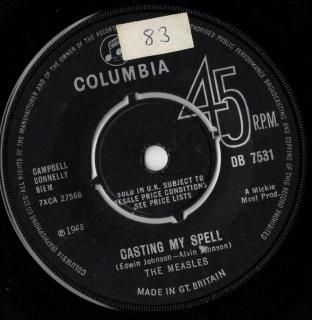 83
COLUMBIA
45
R.P.M.
DB 7531
CAMPBELL
CONNELLY
BIEM
7XCA 27566
SOLD IN U.K. SUBJECT TO
RESALE PRICE CONDITIONS,
SEE PRICE LISTS
A Mickie
Most Prod.
℗1965
CASTING MY SPELL
(Edwin Johnson—Alvin Johnson)
THE MEASLES
MADE IN GT. BRITAIN